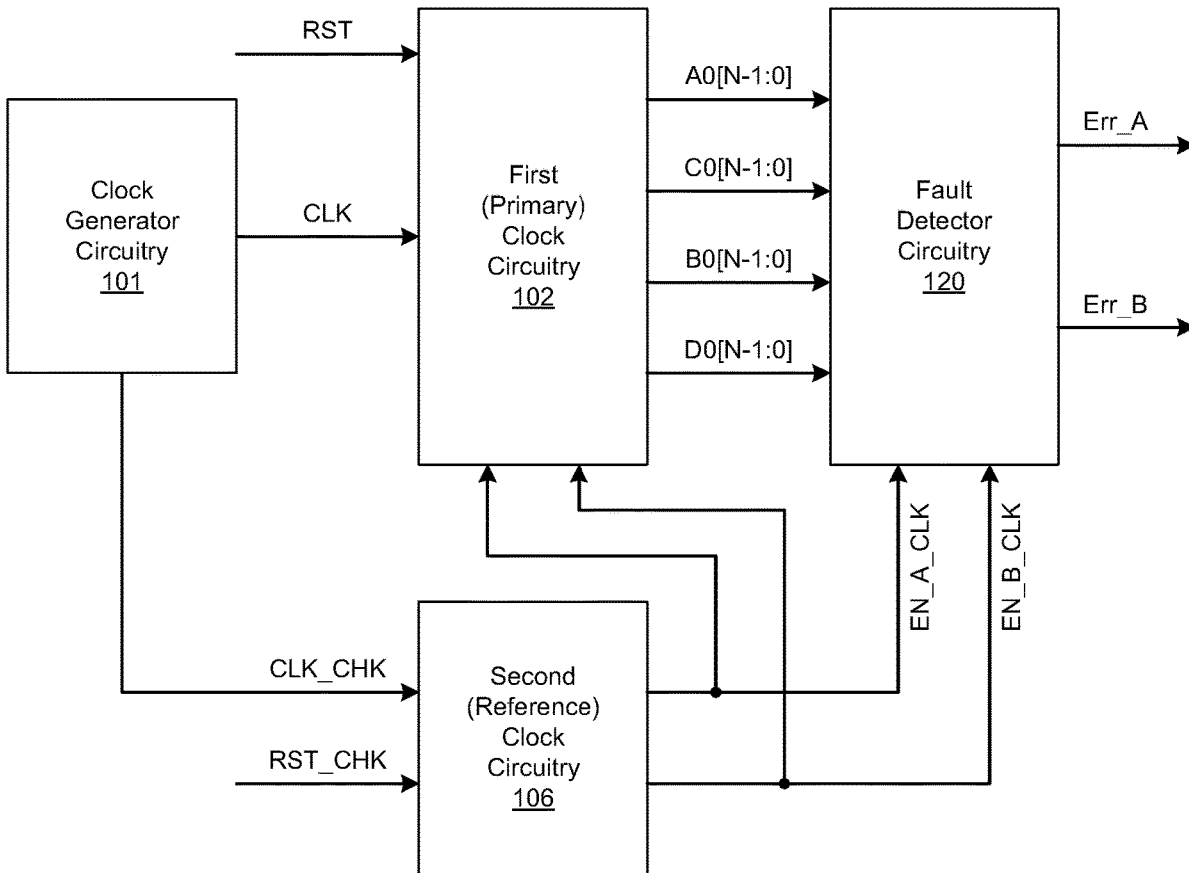 RST
Clock
Generator
Circuitry
101
CLK
First
(Primary)
Clock
Circuitry
102
A0[N-1:0]
C0[N-1:0]
B0[N-1:0]
D0[N-1:0]
Fault
Detector
Circuitry
120
Err_A
Err_B
EN_A_CLK
EN_B_CLK
CLK_CHK
RST_CHK
Second
(Reference)
Clock
Circuitry
106